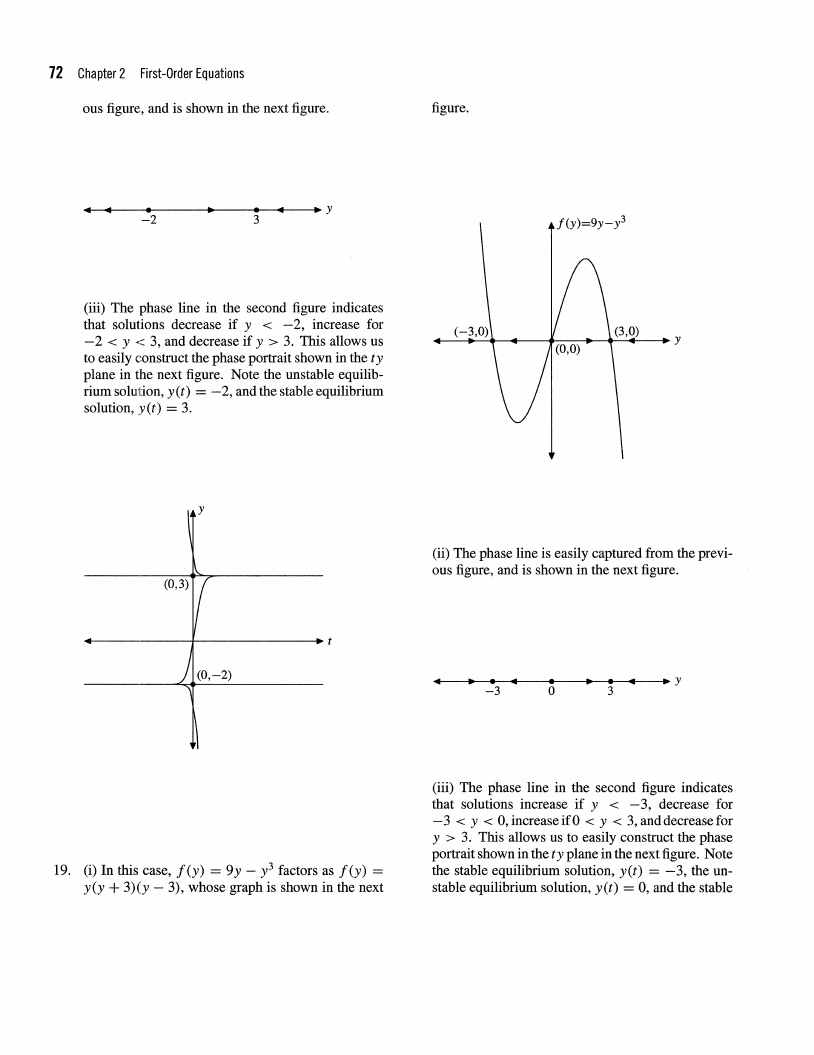 72 Chapter 2 First-Order Equations
ous figure, and is shown in the next figure.
−2 3 y
(iii) The phase line in the second figure indicates
that solutions decrease if y < −2, increase for
−2 < y < 3, and decrease if y > 3. This allows us
to easily construct the phase portrait shown in the ty
plane in the next figure. Note the unstable equilib-
rium solution, y(t) = −2, and the stable equilibrium
solution, y(t) = 3.
y
(0,3)
t
(0,−2)
19. (i) In this case, f(y) = 9y − y³ factors as f(y) =
y(y + 3)(y − 3), whose graph is shown in the next
figure.
f(y)=9y−y³
(−3,0) (3,0) y
(0,0)
(ii) The phase line is easily captured from the previ-
ous figure, and is shown in the next figure.
−3 0 3 y
(iii) The phase line in the second figure indicates
that solutions increase if y < −3, decrease for
−3 < y < 0, increase if 0 < y < 3, and decrease for
y > 3. This allows us to easily construct the phase
portrait shown in the ty plane in the next figure. Note
the stable equilibrium solution, y(t) = −3, the un-
stable equilibrium solution, y(t) = 0, and the stable